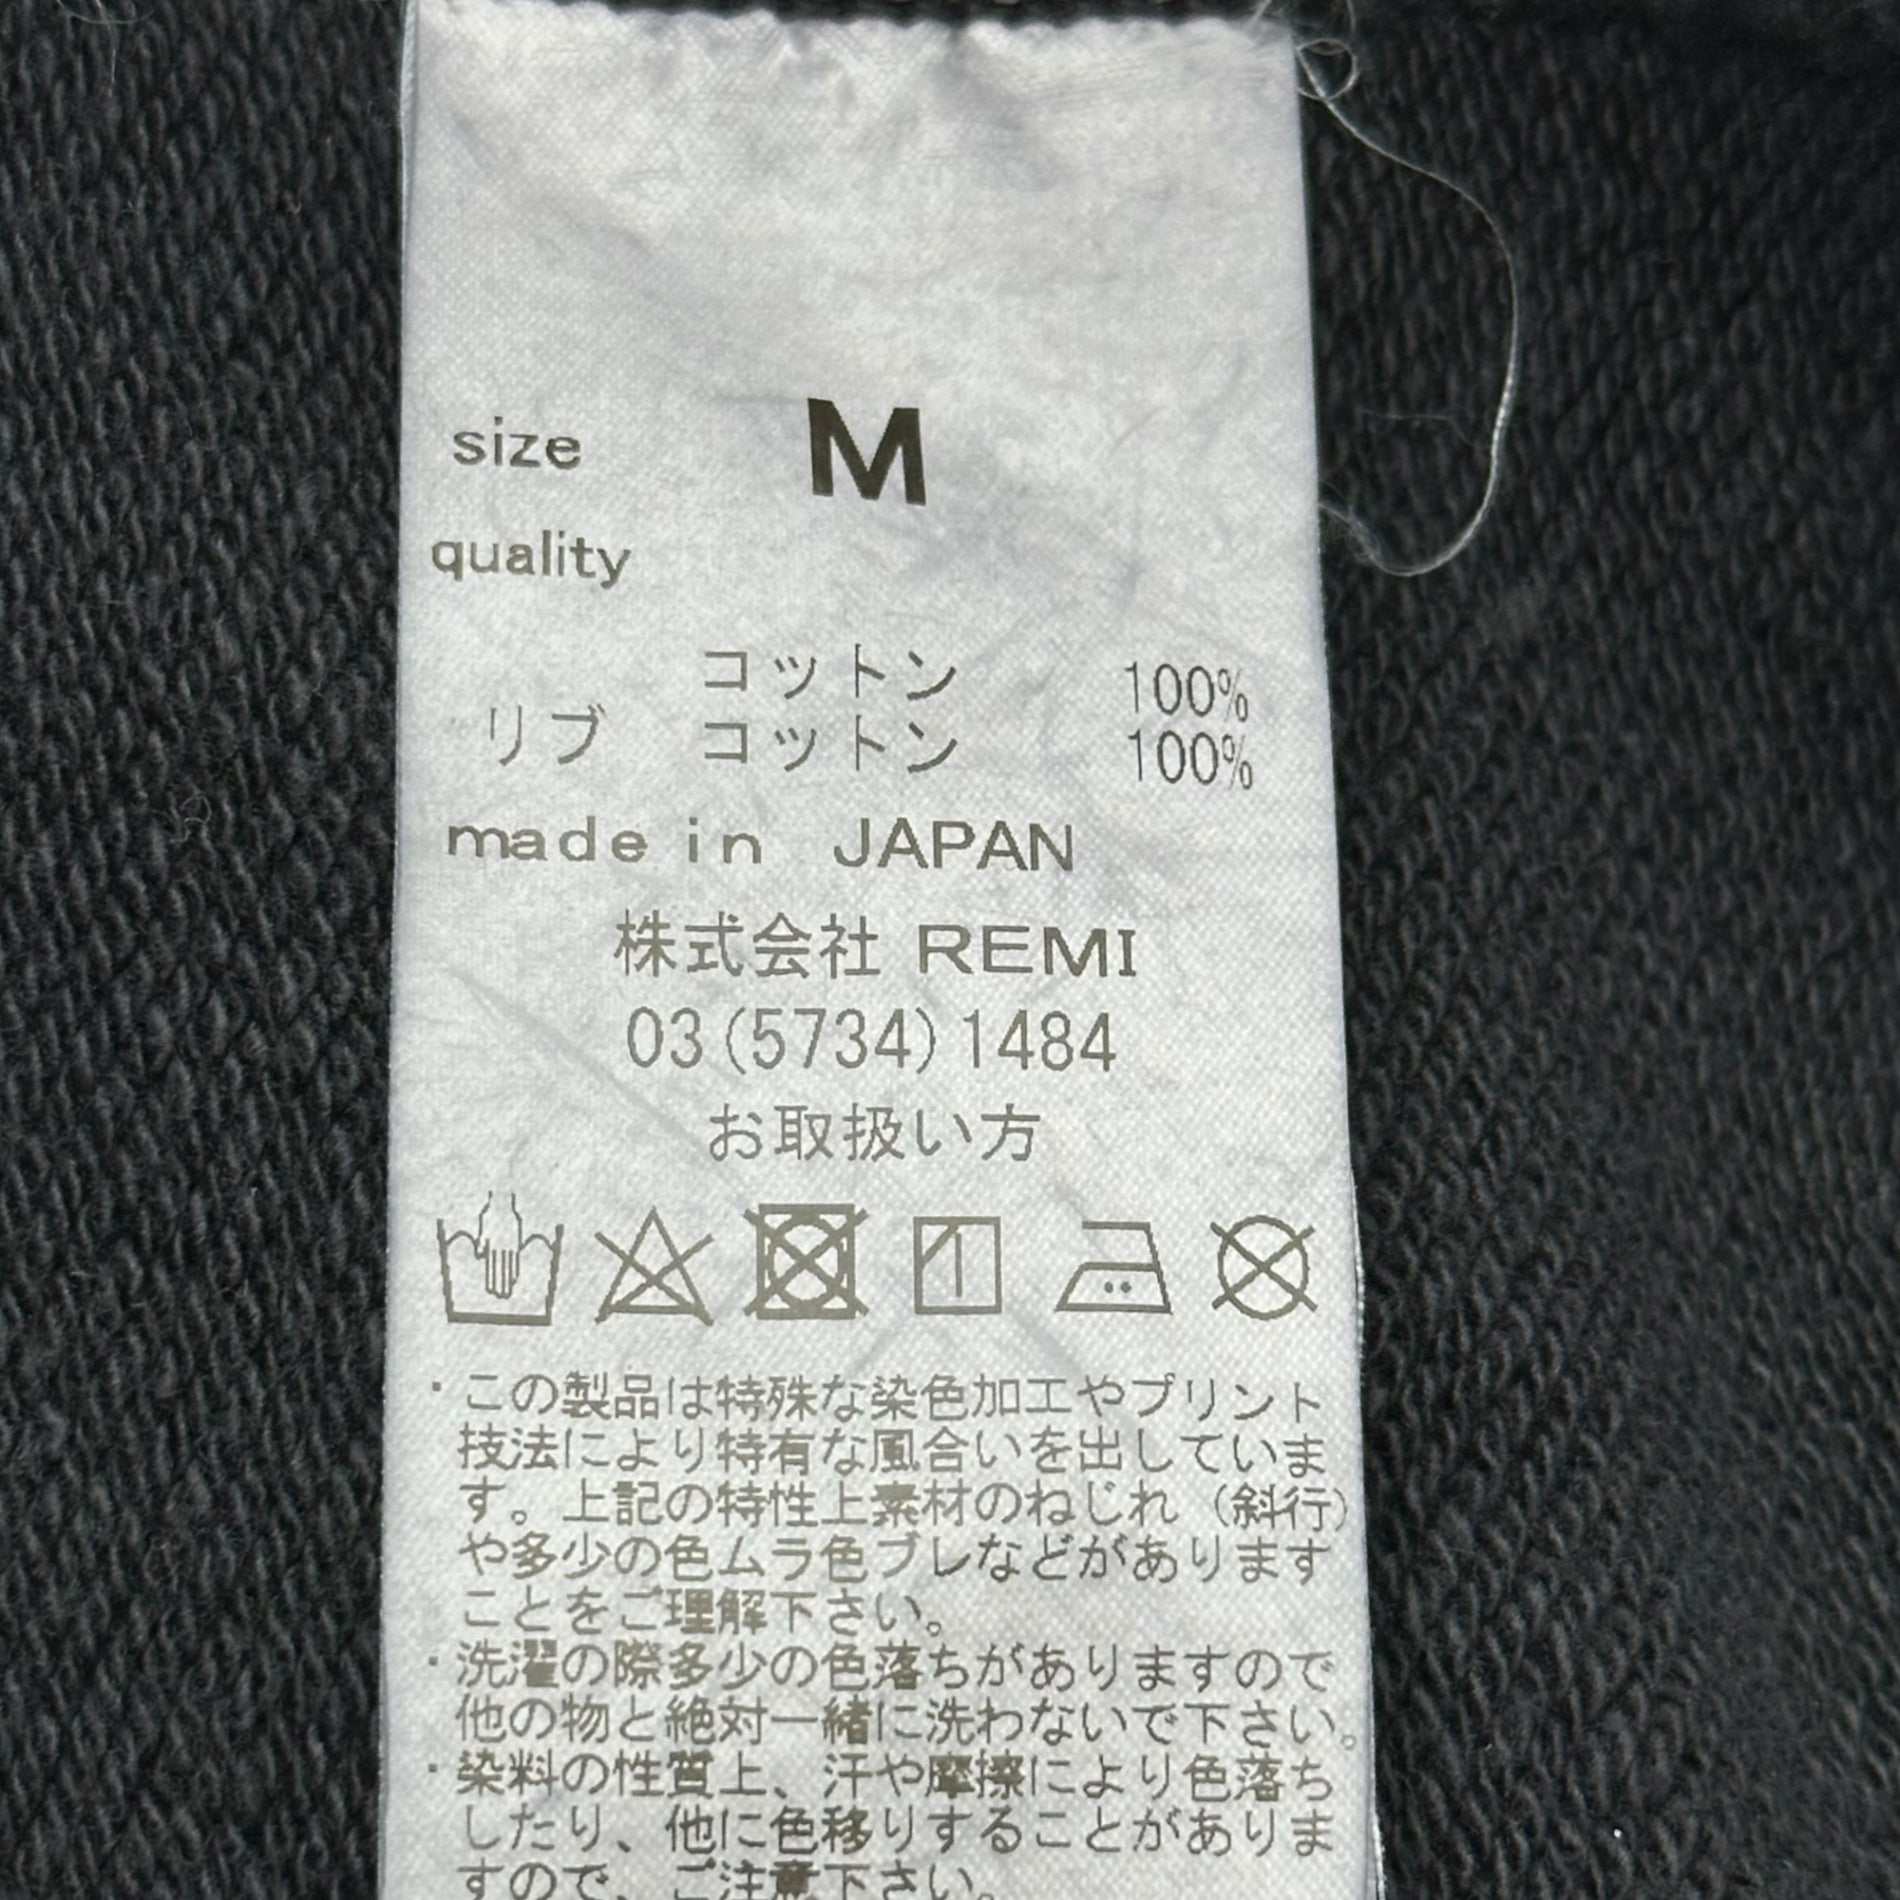 size M
quality
コットン 100%
リブ コットン 100%
made in JAPAN
株式会社 REMI
03(5734)1484
お取扱い方
・この製品は特殊な染色加工やプリント
技法により特有な風合いを出していま
す。上記の特性上素材のねじれ（斜行）
や多少の色ムラ色ブレなどがあります
ことをご理解下さい。
・洗濯の際多少の色落ちがありますので
他の物と絶対一緒に洗わないで下さい。
・染料の性質上、汗や摩擦により色落ち
したり、他に色移りすることがありま
すので、ご注意下さい。